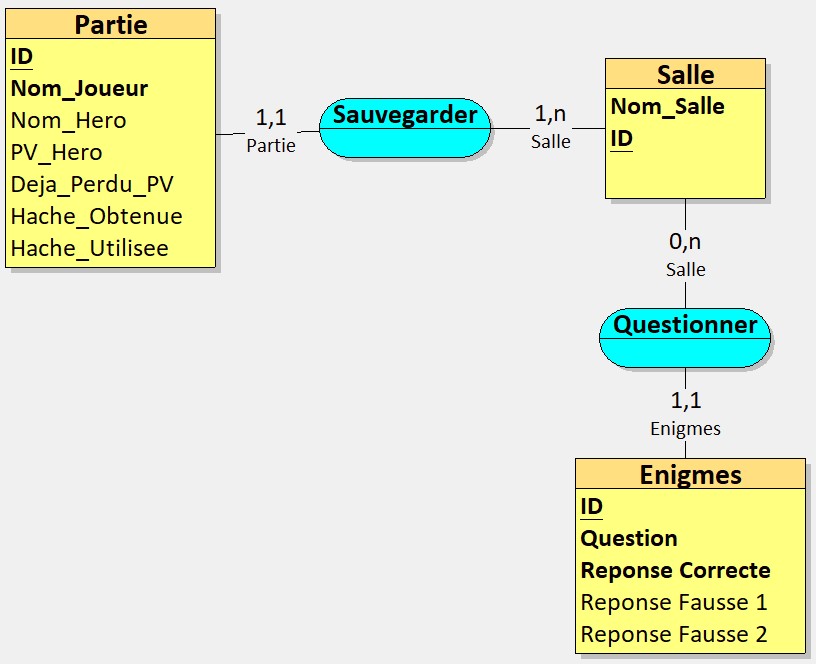 Partie
ID
Nom_Joueur
Nom_Hero
PV_Hero
Deja_Perdu_PV
Hache_Obtenue
Hache_Utilisee
1,1
Partie
Sauvegarder
1,n
Salle
Salle
Nom_Salle
ID
0,n
Salle
Questionner
1,1
Enigmes
Enigmes
ID
Question
Reponse Correcte
Reponse Fausse 1
Reponse Fausse 2